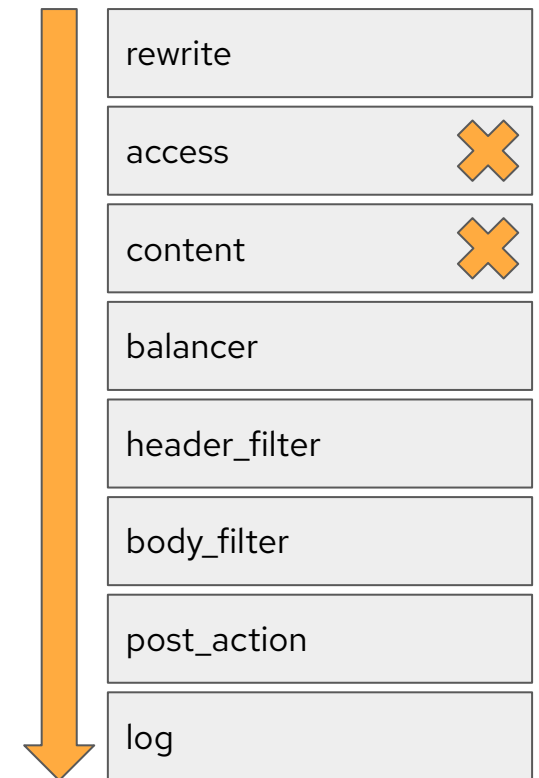 rewrite
access
content
balancer
header_filter
body_filter
post_action
log